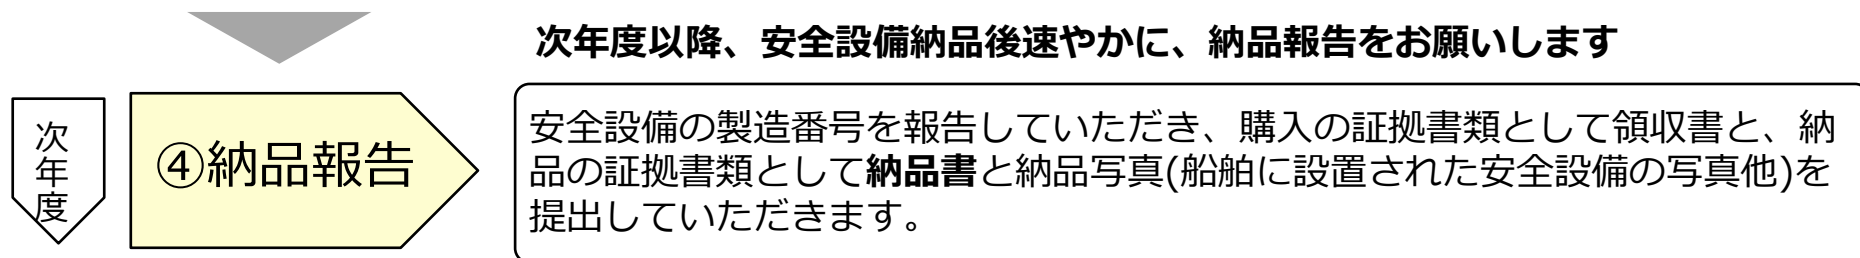 次年度以降、安全設備納品後速やかに、納品報告をお願いします
次年度
④納品報告
安全設備の製造番号を報告していただき、購入の証拠書類として領収書と、納
品の証拠書類として納品書と納品写真(船舶に設置された安全設備の写真他)を
提出していただきます。